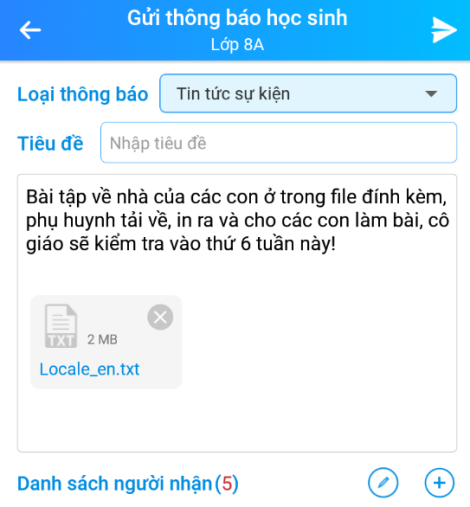 Gửi thông báo học sinh
Lớp 8A
Loại thông báo Tin tức sự kiện
Tiêu đề Nhập tiêu đề
Bài tập về nhà của các con ở trong file đính kèm,
phụ huynh tải về, in ra và cho các con làm bài, cô
giáo sẽ kiểm tra vào thứ 6 tuần này!
TXT 2 MB
Locale_en.txt
Danh sách người nhận(5)